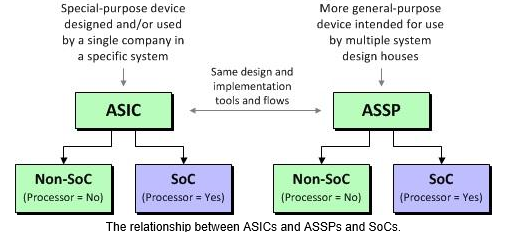 Special-purpose device
designed and/or used
by a single company in
a specific system
More general-purpose
device intended for use
by multiple system
design houses
Same design and
implementation
tools and flows
ASIC
ASSP
Non-SoC
(Processor = No)
SoC
(Processor = Yes)
Non-SoC
(Processor = No)
SoC
(Processor = Yes)
The relationship between ASICs and ASSPs and SoCs.